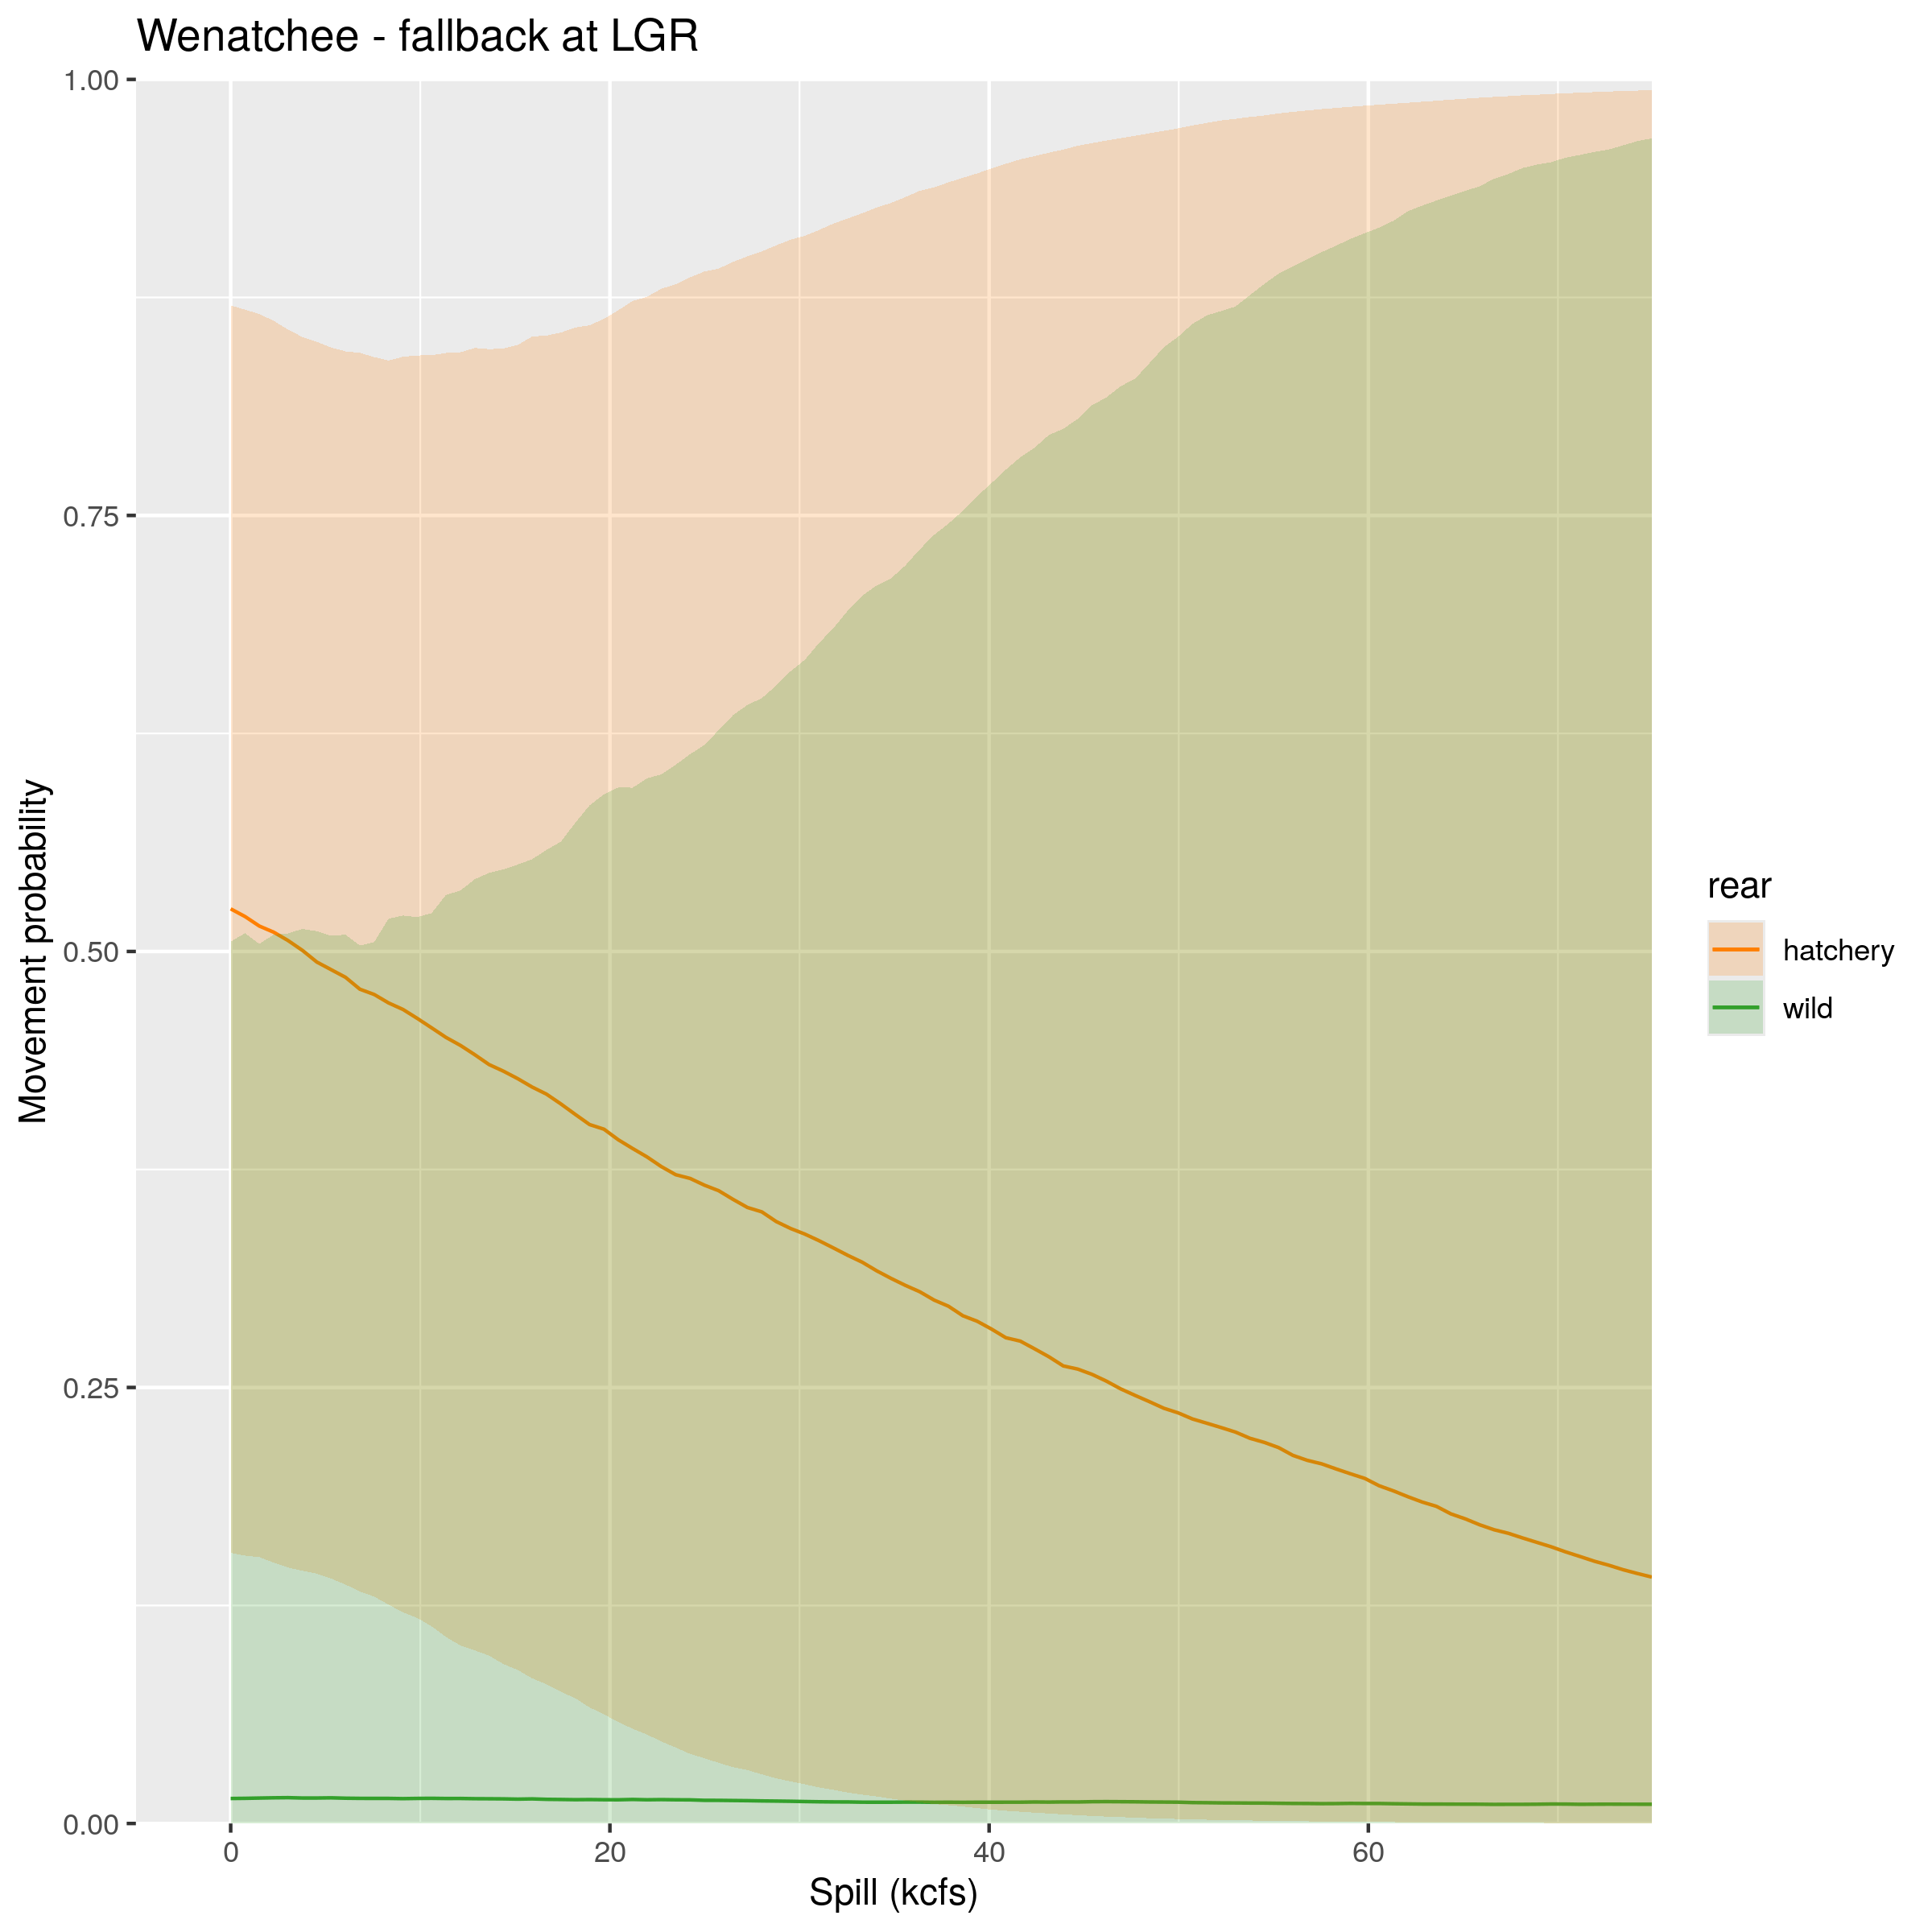 Wenatchee - fallback at LGR
1.00
0.75
0.50
0.25
0.00
Movement probability
0
20
40
60
Spill (kcfs)
rear
hatchery
wild